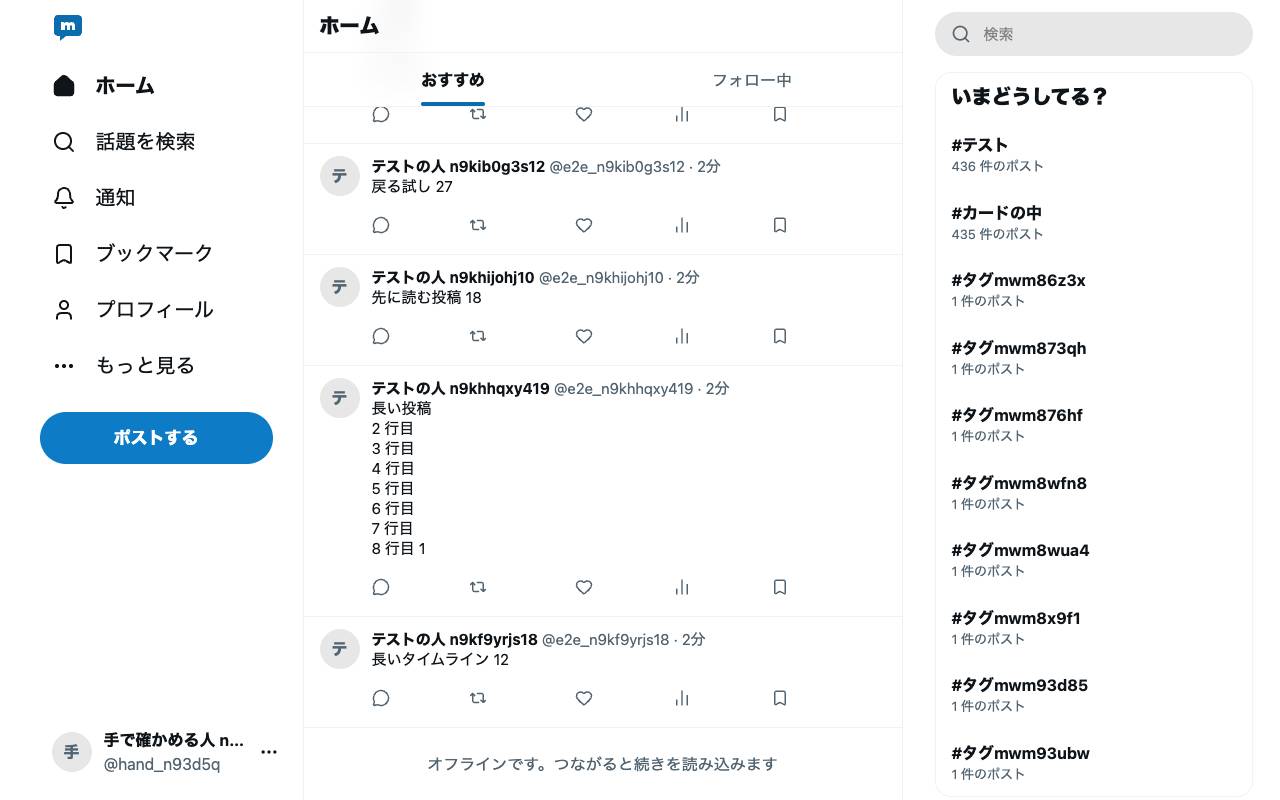 m
ホーム
話題を検索
通知
ブックマーク
プロフィール
もっと見る
ポストする
手
手で確かめる人 n...
@hand_n93d5q
ホーム
おすすめ
フォロー中
テ
テストの人 n9kib0g3s12 @e2e_n9kib0g3s12 · 2分
戻る試し 27
テ
テストの人 n9khijohj10 @e2e_n9khijohj10 · 2分
先に読む投稿 18
テ
テストの人 n9khhqxy419 @e2e_n9khhqxy419 · 2分
長い投稿
2 行目
3 行目
4 行目
5 行目
6 行目
7 行目
8 行目 1
テ
テストの人 n9kf9yrjs18 @e2e_n9kf9yrjs18 · 2分
長いタイムライン 12
オフラインです。つながると続きを読み込みます
検索
いまどうしてる？
#テスト
436 件のポスト
#カードの中
435 件のポスト
#タグmwm86z3x
1 件のポスト
#タグmwm873qh
1 件のポスト
#タグmwm876hf
1 件のポスト
#タグmwm8wfn8
1 件のポスト
#タグmwm8wua4
1 件のポスト
#タグmwm8x9f1
1 件のポスト
#タグmwm93d85
1 件のポスト
#タグmwm93ubw
1 件のポスト